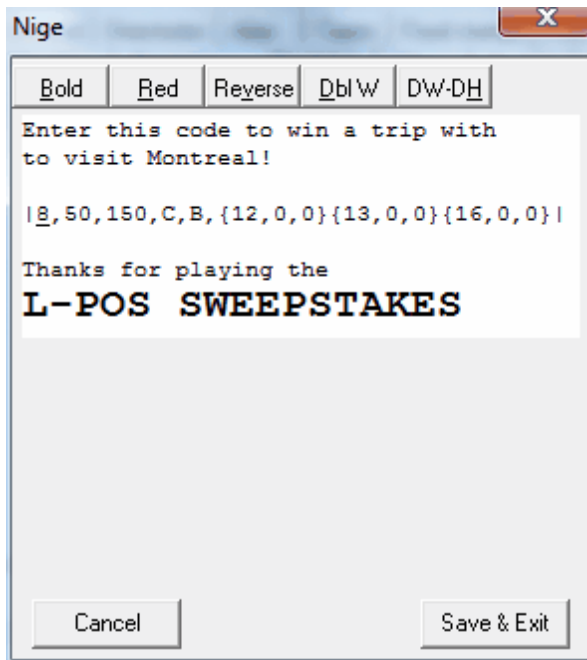 Nige
Bold Red Reverse Dbl W DW-DH
Enter this code to win a trip with
to visit Montreal!
|8,50,150,C,B,{12,0,0}{13,0,0}{16,0,0}|
Thanks for playing the
L-POS SWEEPSTAKES
Cancel Save & Exit